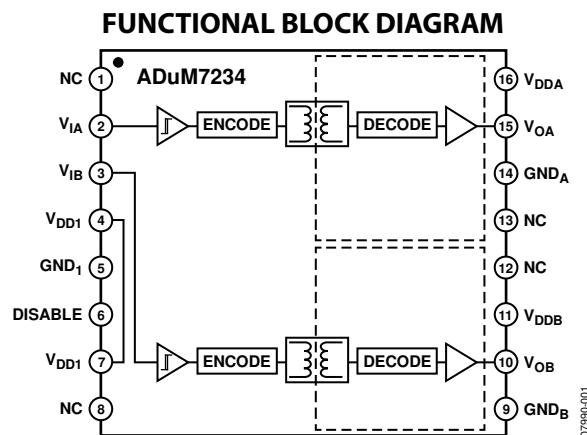 FUNCTIONAL BLOCK DIAGRAM
ADuM7234
NC 1
VIA 2
VIB 3
VDD1 4
GND1 5
DISABLE 6
VDD1 7
NC 8
ENCODE
DECODE
ENCODE
DECODE
16 VDDA
15 VOA
14 GNDA
13 NC
12 NC
11 VDDB
10 VOB
9 GNDB
07990-001